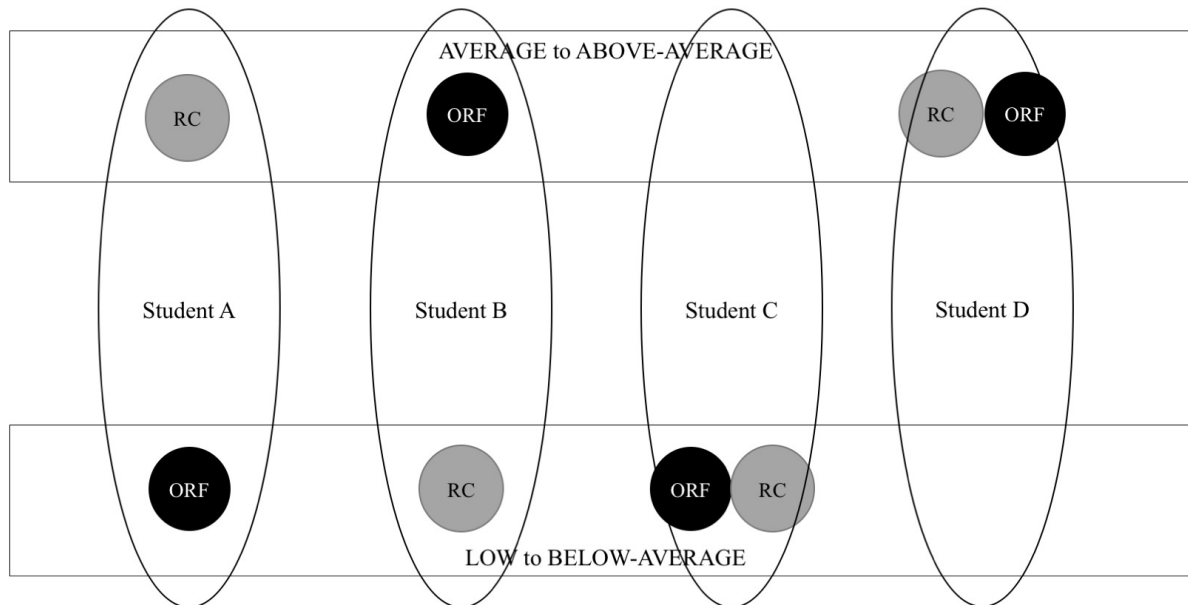 AVERAGE to ABOVE-AVERAGE
RC
ORF
RC
ORF
Student A
Student B
Student C
Student D
ORF
RC
ORF
RC
LOW to BELOW-AVERAGE